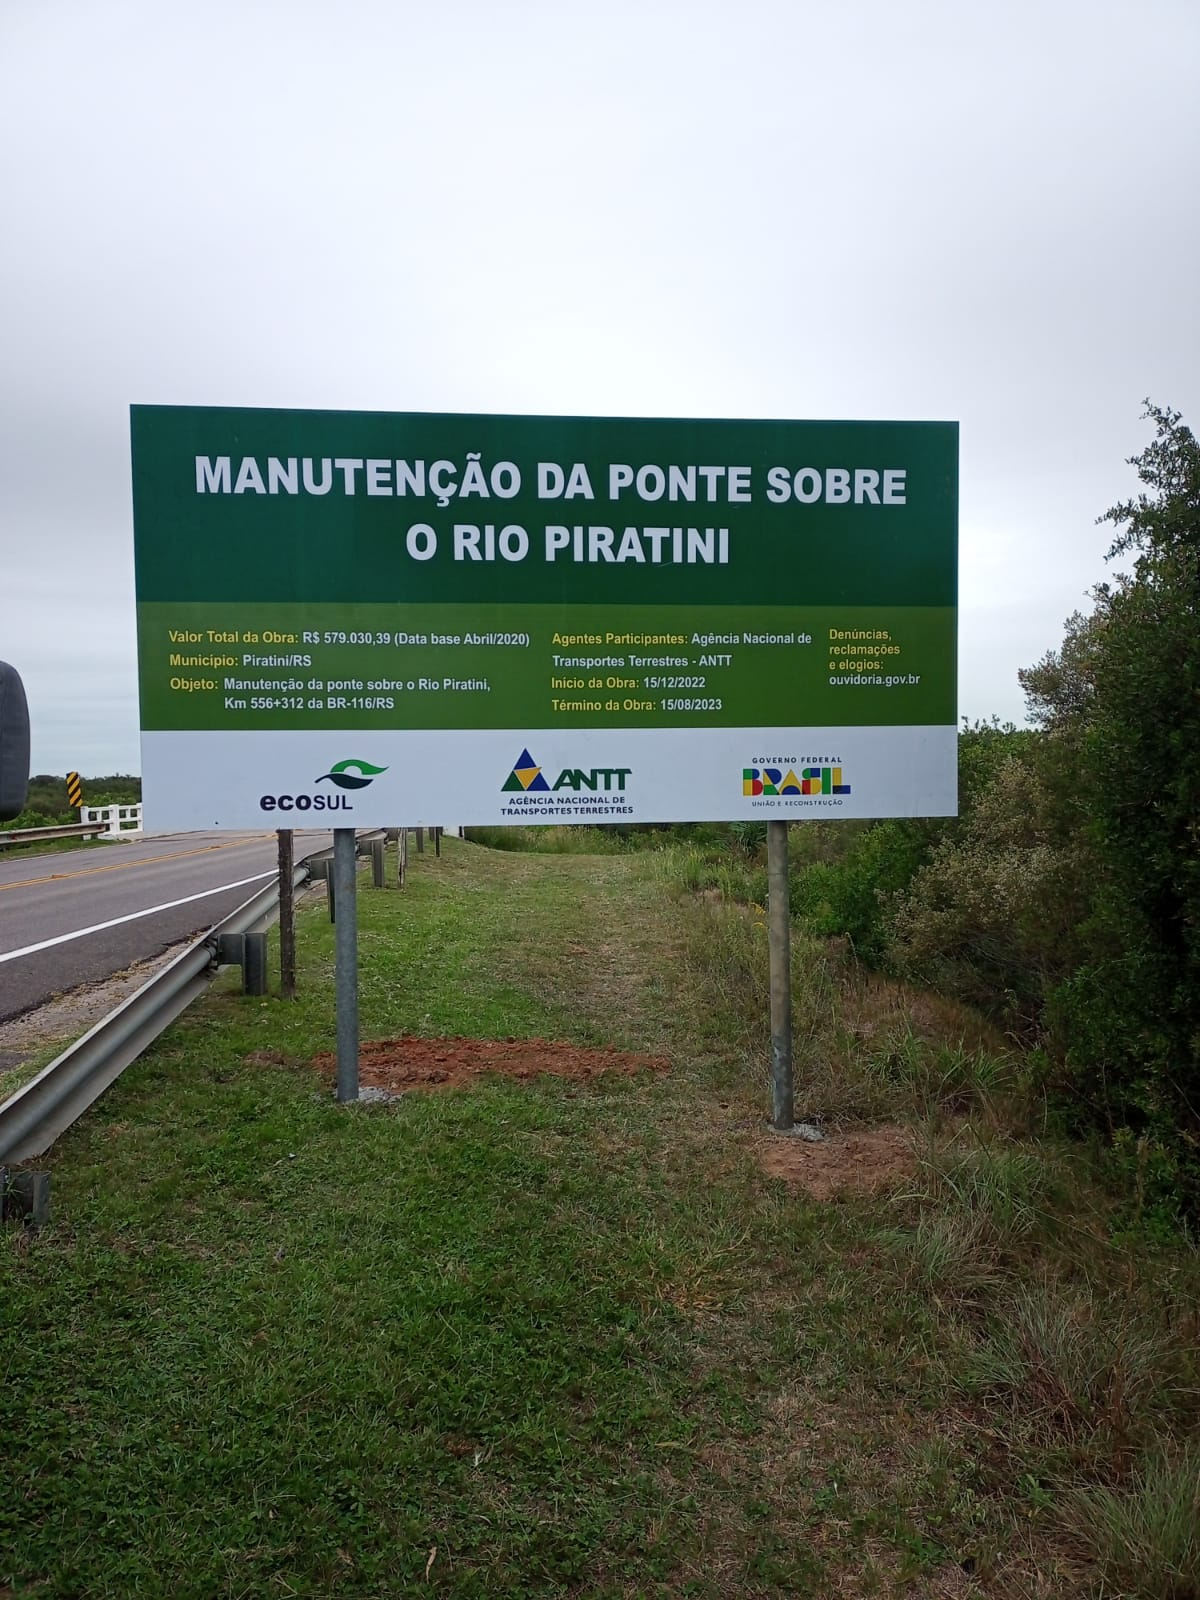 MANUTENÇÃO DA PONTE SOBRE
O RIO PIRATINI
Valor Total da Obra: R$ 579.030,39 (Data base Abril/2020)
Município: Piratini/RS
Objeto: Manutenção da ponte sobre o Rio Piratini,
Km 556+312 da BR-116/RS
Agentes Participantes: Agência Nacional de
Transportes Terrestres - ANTT
Início da Obra: 15/12/2022
Término da Obra: 15/08/2023
Denúncias,
reclamações
e elogios:
ouvidoria.gov.br
ecosul
ANTT
AGÊNCIA NACIONAL DE
TRANSPORTES TERRESTRES
GOVERNO FEDERAL
BRASIL
UNIÃO E RECONSTRUÇÃO